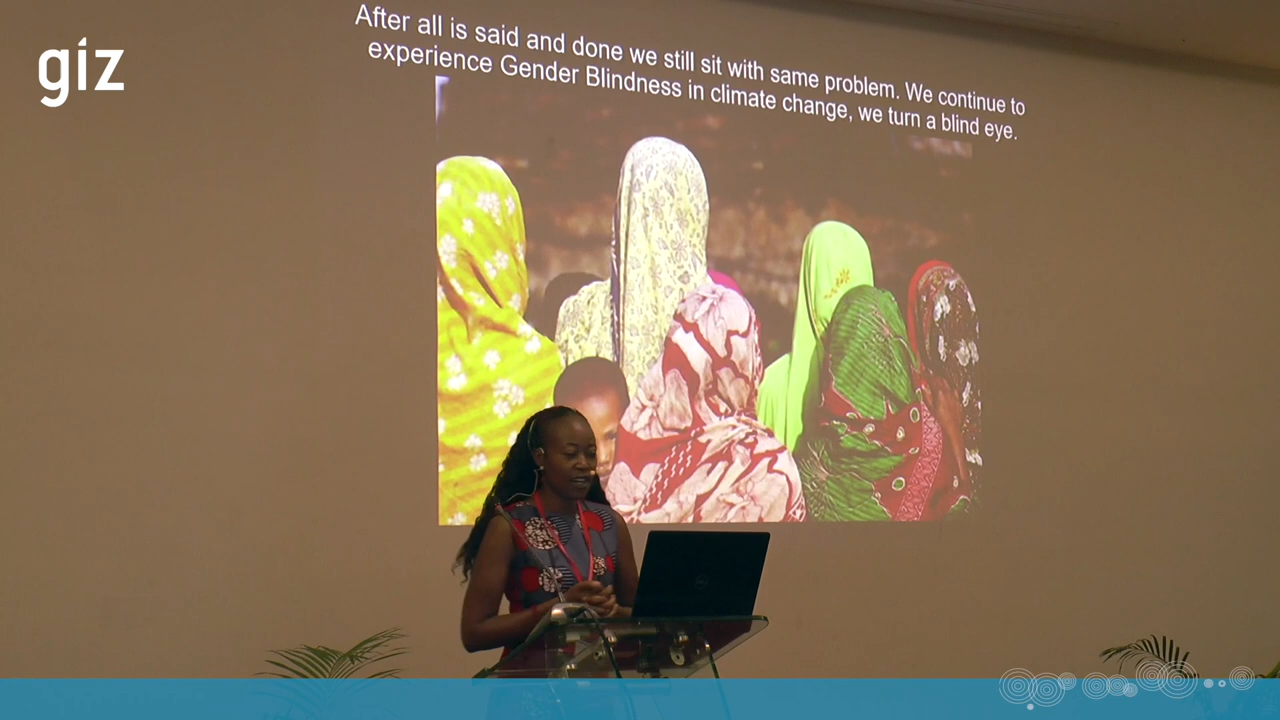 giz
After all is said and done we still sit with same problem. We continue to
experience Gender Blindness in climate change, we turn a blind eye.